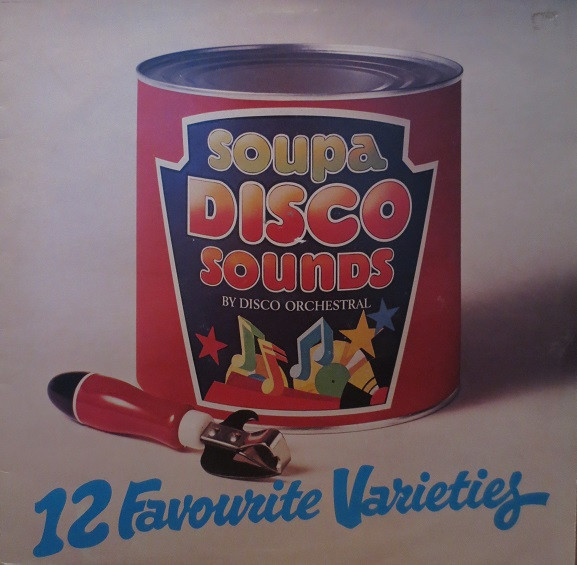 Soupa
DISCO
SOUNDS
BY DISCO ORCHESTRAL
12 Favourite Varieties